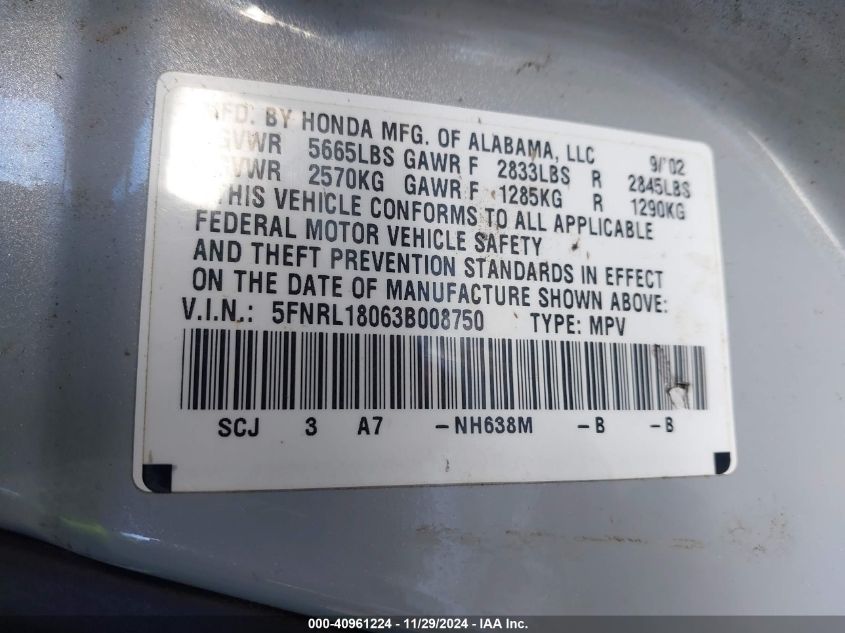 MFD. BY HONDA MFG. OF ALABAMA, LLC 9/'02
GVWR 5665LBS GAWR F 2833LBS R 2845LBS
GVWR 2570KG GAWR F 1285KG R 1290KG
THIS VEHICLE CONFORMS TO ALL APPLICABLE
FEDERAL MOTOR VEHICLE SAFETY
AND THEFT PREVENTION STANDARDS IN EFFECT
ON THE DATE OF MANUFACTURE SHOWN ABOVE:
V.I.N.: 5FNRL18063B008750 TYPE: MPV
SCJ 3 A7 -NH638M -B -B
000-40961224 - 11/29/2024 - IAAI.com